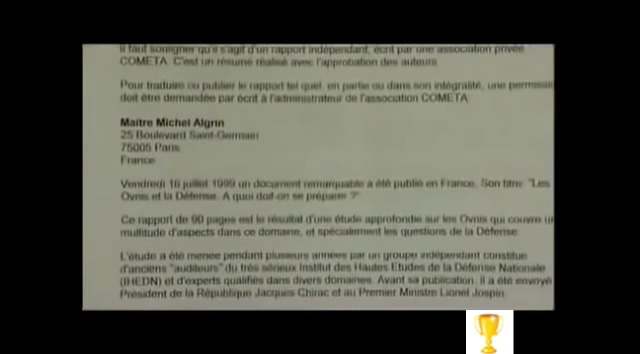 Il faut souligner qu'il s'agit d'un rapport indépendant, écrit par une association privée
COMETA. C'est un résumé réalisé avec l'approbation des auteurs
Pour traduire ou publier le rapport tel quel, en partie ou dans son intégralité, une permissi
doit être demandée par écrit à l'administrateur de l'association COMETA:
Maître Michel Algrin
25 Boulevard Saint-Germain
75005 Paris
France
Vendredi 16 juillet 1999 un document remarquable a été publié en France. Son titre: "Les
Ovnis et la Défense. A quoi doit-on se préparer ?"
Ce rapport de 90 pages est le résultat d'une étude approfondie sur les Ovnis qui couvre un
multitude d'aspects dans ce domaine, et spécialement les questions de la Défense.
L'étude a été menée pendant plusieurs années par un groupe indépendant constitué
d'anciens "auditeurs" du très sérieux Institut des Hautes Etudes de la Défense Nationale
(IHEDN) et d'experts qualifiés dans divers domaines. Avant sa publication, il a été envoyé
Président de la République Jacques Chirac et au Premier Ministre Lionel Jospin.